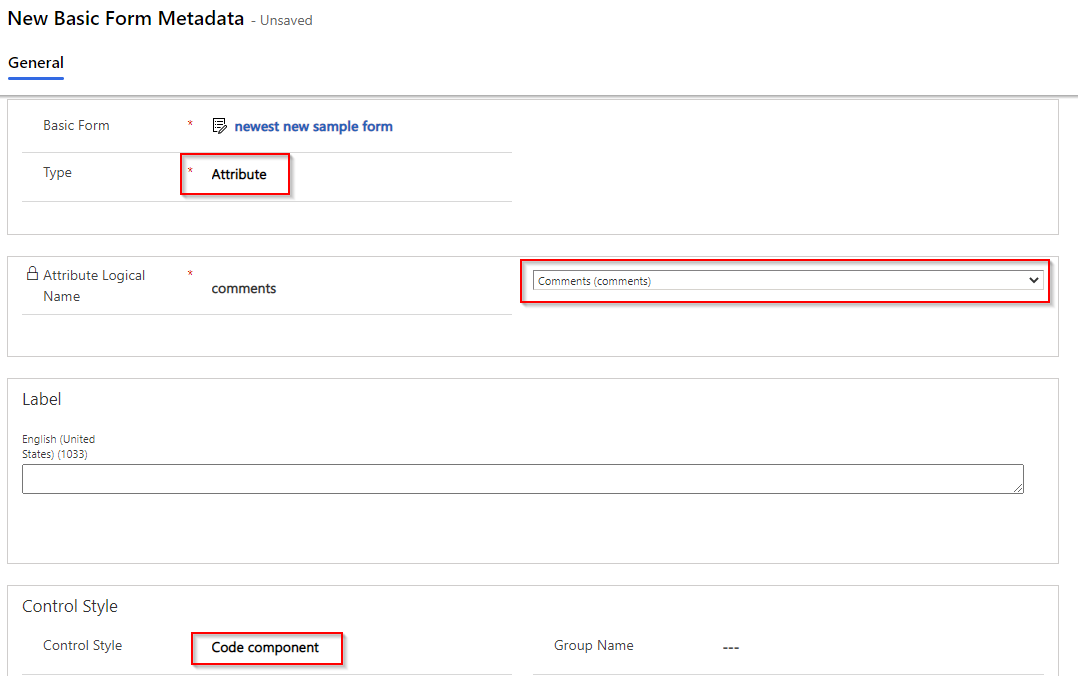 New Basic Form Metadata - Unsaved
General
Basic Form * newest new sample form
Type * Attribute
Attribute Logical Name * comments
Comments (comments)
Label
English (United
States) (1033)
Control Style
Control Style Code component Group Name ---